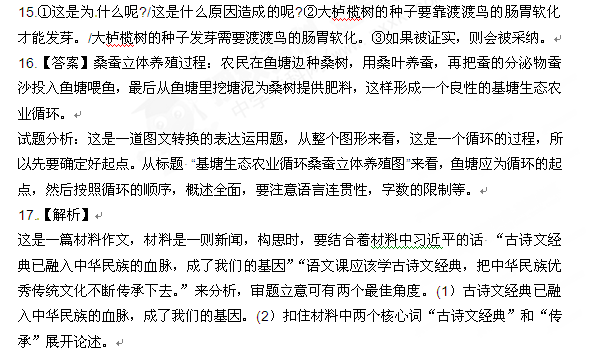 15.①这是为什么呢?/这是什么原因造成的呢?②大栌榄树的种子要靠渡渡鸟的肠胃软化
才能发芽。/大栌榄树的种子发芽需要渡渡鸟的肠胃软化。③如果被证实，则会被采纳。
16.【答案】桑蚕立体养殖过程：农民在鱼塘边种桑树，用桑叶养蚕，再把蚕的分泌物蚕
沙投入鱼塘喂鱼，最后从鱼塘里挖塘泥为桑树提供肥料，这样形成一个良性的基塘生态农
业循环。
试题分析：这是一道图文转换的表达运用题，从整个图形来看，这是一个循环的过程，所
以先要确定好起点。从标题“基塘生态农业循环桑蚕立体养殖图”来看，鱼塘应为循环的起
点，然后按照循环的顺序，概述全面，要注意语言连贯性，字数的限制等。
17.【解析】
这是一篇材料作文，材料是一则新闻，构思时，要结合着材料中习近平的话“古诗文经
典已融入中华民族的血脉，成了我们的基因”“语文课应该学古诗文经典，把中华民族优
秀传统文化不断传承下去。”来分析，审题立意可有两个最佳角度。(1）古诗文经典已融
入中华民族的血脉，成了我们的基因。(2）扣住材料中两个核心词“古诗文经典”和“传
承”展开论述。